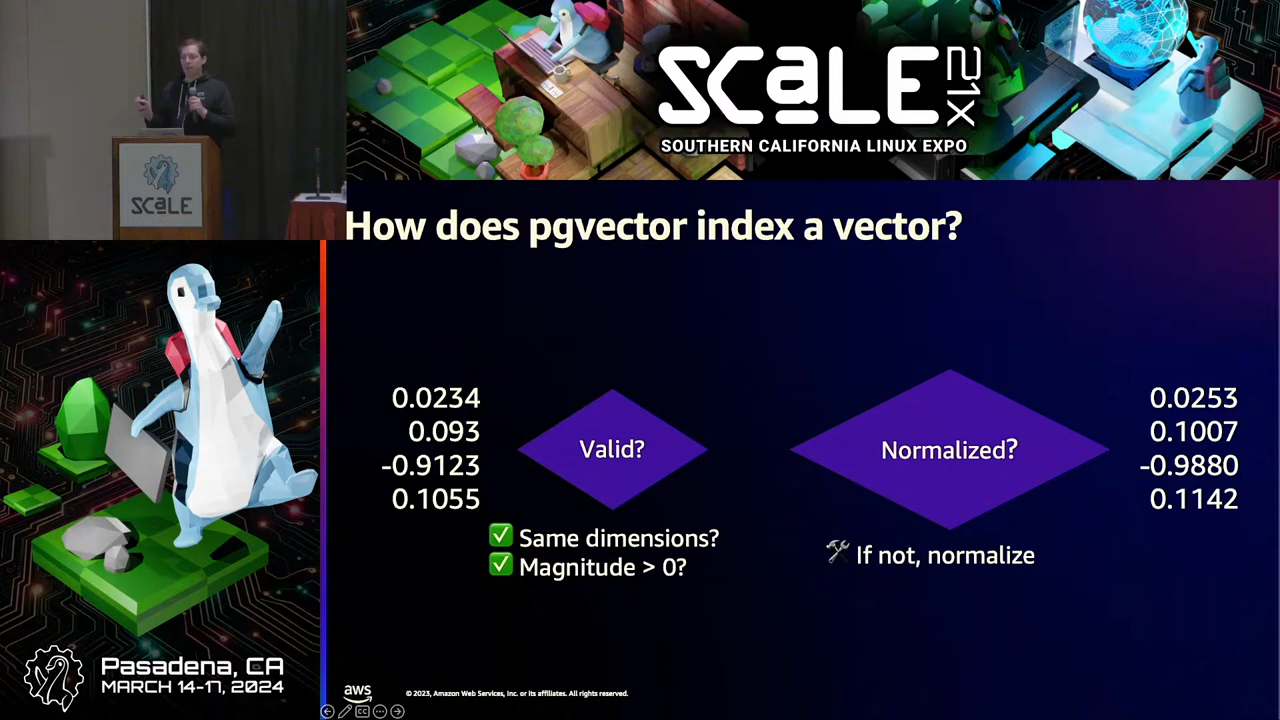 SCaLE 21X
SOUTHERN CALIFORNIA LINUX EXPO
SCaLE
How does pgvector index a vector?
0.0234
0.093
-0.9123
0.1055
Valid?
✅ Same dimensions?
✅ Magnitude > 0?
Normalized?
🛠 If not, normalize
0.0253
0.1007
-0.9880
0.1142
Pasadena, CA
MARCH 14-17, 2024
aws
© 2023, Amazon Web Services, Inc. or its affiliates. All rights reserved.
CC